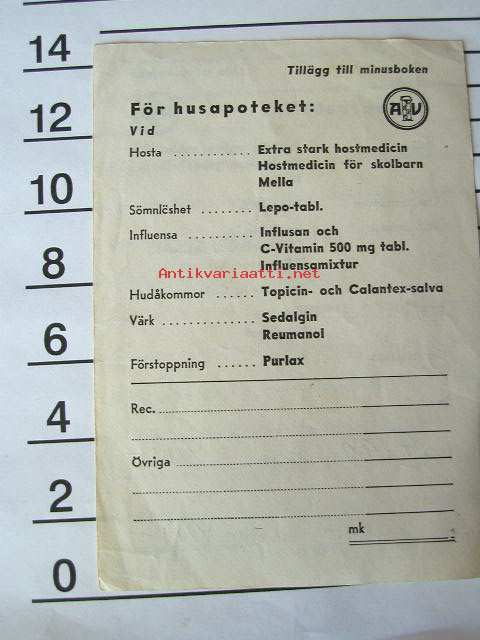 14
12
10
8
6
4
2
0
Tillägg till minusboken
För husapoteket:
AV
Vid
Hosta ........... Extra stark hostmedicin
Hostmedicin för skolbarn
Mella
Sömnlöshet ........ Lepo-tabl.
Influensa .......... Influsan och
C-Vitamin 500 mg tabl.
Influensamixtur
Antikvariaatti.net
Hudåkommor ...... Topicin- och Calantex-salva
Värk ............. Sedalgin
Reumanol
Förstoppning ...... Purlax
Rec.
Övriga
mk